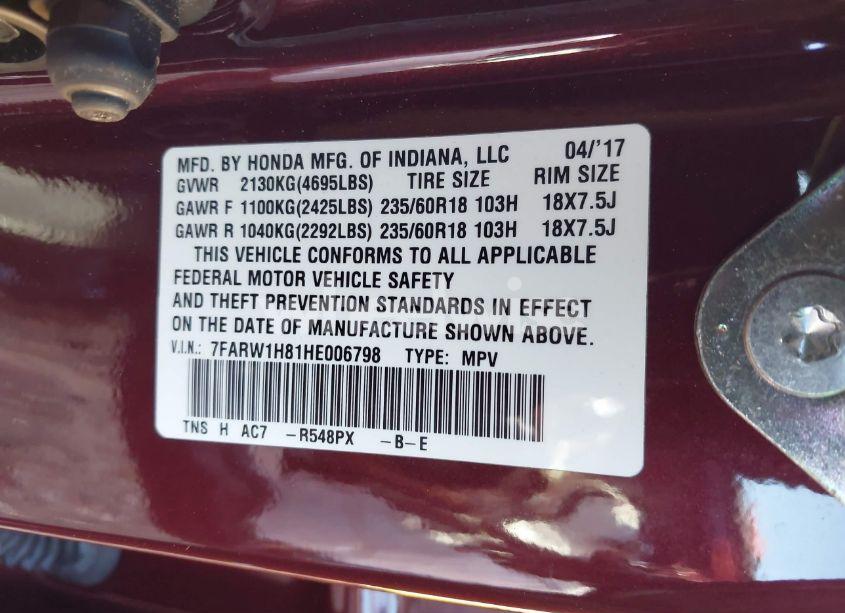 MFD. BY HONDA MFG. OF INDIANA, LLC 04/'17
GVWR 2130KG(4695LBS) TIRE SIZE RIM SIZE
GAWR F 1100KG(2425LBS) 235/60R18 103H 18X7.5J
GAWR R 1040KG(2292LBS) 235/60R18 103H 18X7.5J
THIS VEHICLE CONFORMS TO ALL APPLICABLE
FEDERAL MOTOR VEHICLE SAFETY
AND THEFT PREVENTION STANDARDS IN EFFECT
ON THE DATE OF MANUFACTURE SHOWN ABOVE.
V.I.N.: 7FARW1H81HE006798 TYPE: MPV
TNS H AC7 -R548PX -B-E